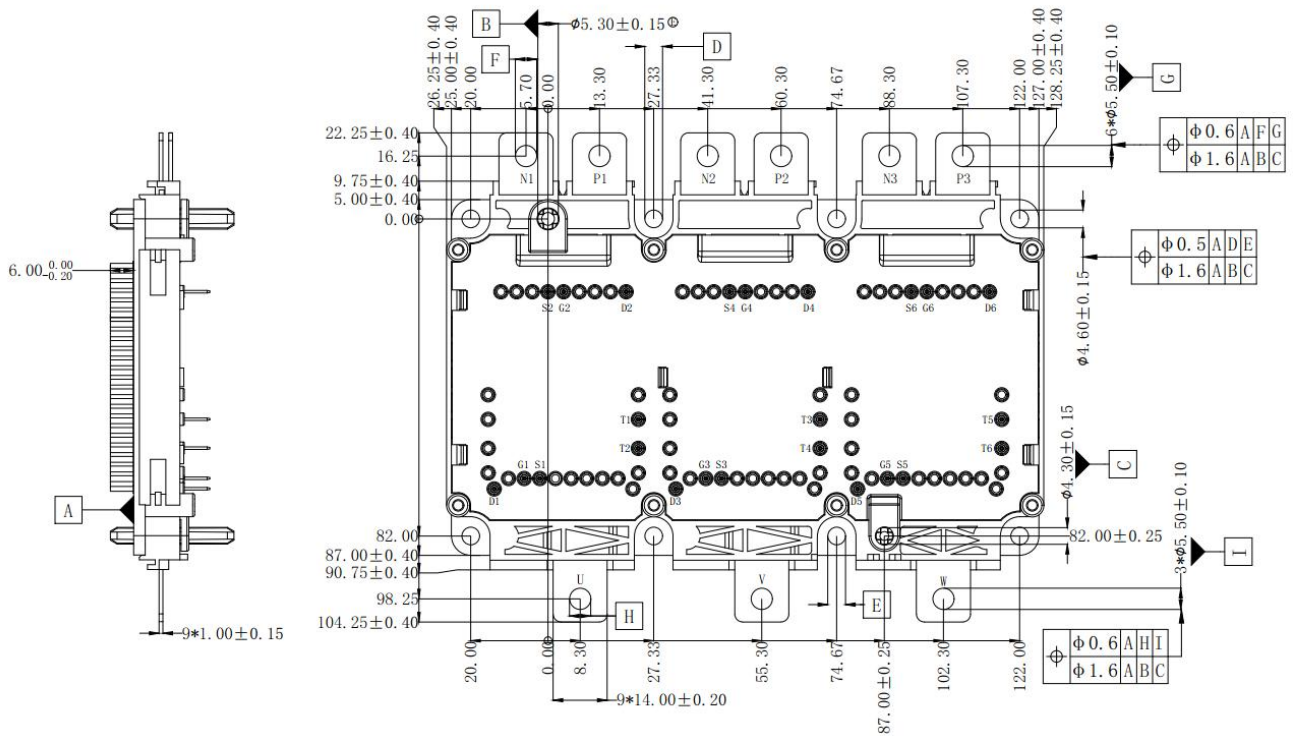 B
φ5.30±0.15Ⓔ
D
F
26.25±0.40
25.00±0.40
20.00
5.70
0.00
13.30
27.33
41.30
60.30
74.67
88.30
107.30
122.00
127.00±0.40
128.25±0.40
6*φ5.50±0.10
G
φ0.6 A F G
φ1.6 A B C
22.25±0.40
16.25
9.75±0.40
5.00±0.40
0.00
N1 P1 N2 P2 N3 P3
φ0.5 A D E
φ1.6 A B C
φ4.60±0.15
6.00 0.00 -0.20
S2 G2 D2 S4 G4 D4 S6 G6 D6
T1 T3 T5
T2 T4 T6
G1 S1 G3 S3 G5 S5
D1 D3 D5
A
φ4.30±0.15
C
82.00
82.00±0.25
87.00±0.40
90.75±0.40
98.25
104.25±0.40
U V W
H
E
3*φ5.50±0.10
I
9*1.00±0.15
20.00
0.00
8.30
27.33
55.30
74.67
87.00±0.25
102.30
122.00
φ0.6 A H I
φ1.6 A B C
9*14.00±0.20